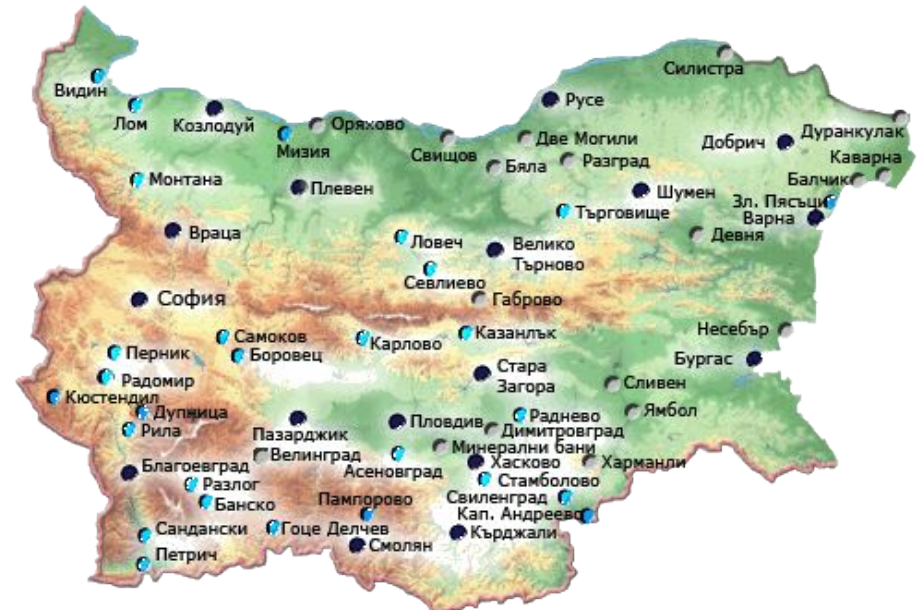 Силистра
Видин
Русе
Лом
Козлодуй
Оряхово
Мизия
Свищов
Две Могили
Дуранкулак
Добрич
Каварна
Бяла
Разград
Балчик
Монтана
Плевен
Шумен
Зл. Пясъци
Търговище
Варна
Враца
Ловеч
Велико
Търново
Девня
Севлиево
София
Габрово
Несебър
Самоков
Карлово
Казанлък
Перник
Боровец
Бургас
Стара
Загора
Радомир
Сливен
Кюстендил
Дупница
Раднево
Ямбол
Рила
Пазарджик
Пловдив
Димитровград
Минерални бани
Велинград
Хасково
Харманли
Благоевград
Асеновград
Разлог
Стамболово
Банско
Пампорово
Свиленград
Кап. Андреево
Сандански
Гоце Делчев
Кърджали
Смолян
Петрич